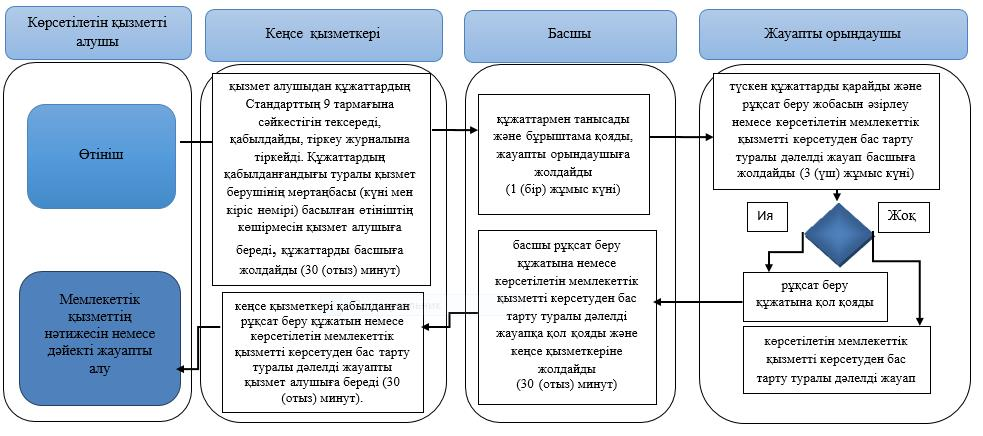 Көрсетілетін қызметті
алушы
Кеңсе қызметкері
Басшы
Жауапты орындаушы
Өтініш
қызмет алушыдан құжаттардың
Стандарттың 9 тармағына
сәйкестігін тексереді,
қабылдайды, тіркеу журналына
тіркейді. Құжаттардың
қабылданғандығы туралы қызмет
берушінің мөртаңбасы (күні мен
кіріс нөмірі) басылған өтініштің
көшірмесін қызмет алушыға
береді, құжаттарды басшыға
жолдайды (30 (отыз) минут)
құжаттармен танысады
және бұрыштама қояды,
жауапты орындаушыға
жолдайды
(1 (бір) жұмыс күні)
түскен құжаттарды қарайды және
рұқсат беру жобасын әзірлеу
немесе көрсетілетін мемлекеттік
қызметті көрсетуден бас тарту
туралы дәлелді жауап басшыға
жолдайды (3 (үш) жұмыс күні)
Ия
Жоқ
рұқсат беру
құжатына қол қояды
көрсетілетін мемлекеттік
қызметті көрсетуден бас
тарту туралы дәлелді жауап
басшы рұқсат беру
құжатына немесе
көрсетілетін мемлекеттік
қызметті көрсетуден бас
тарту туралы дәлелді
жауапқа қол қояды және
кеңсе қызметкеріне
жолдайды
(30 (отыз) минут)
кеңсе қызметкері қабылданған
рұқсат беру құжатын немесе
көрсетілетін мемлекеттік
қызметті көрсетуден бас тарту
туралы дәлелді жауапты
қызмет алушыға береді (30
(отыз) минут).
Мемлекеттік
қызметтің
нәтижесін немесе
дәйекті жауапты
алу